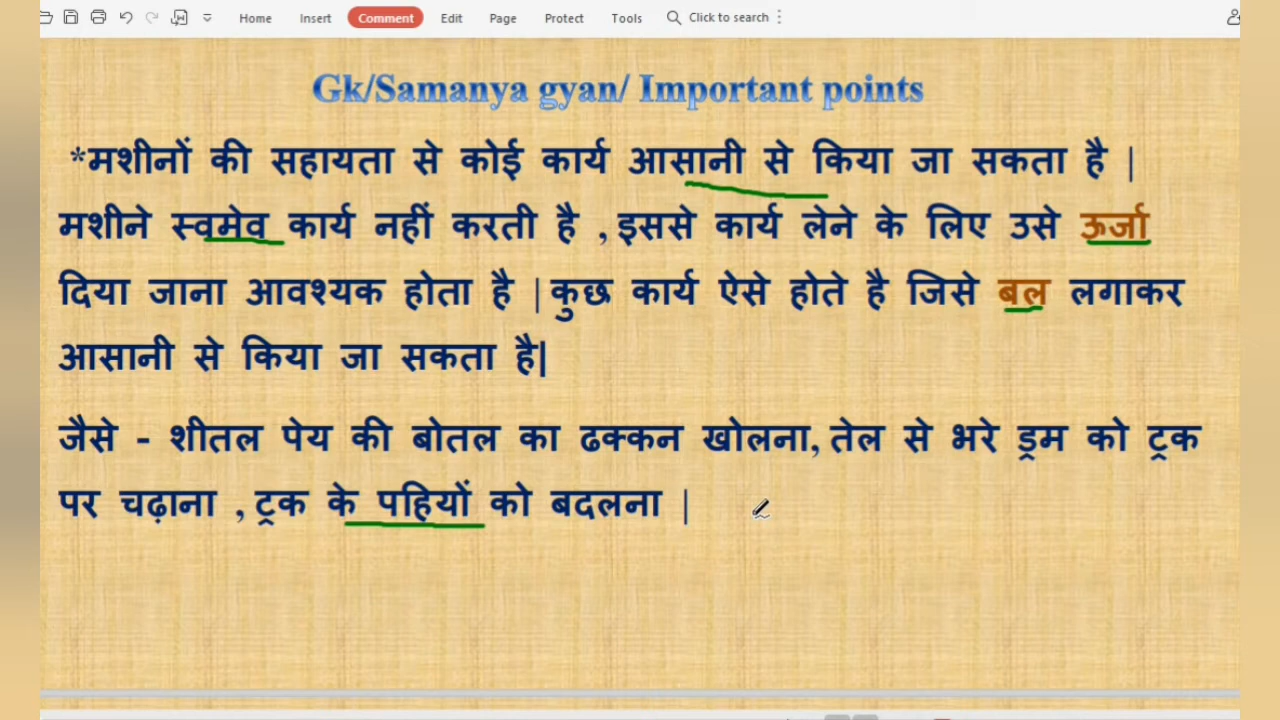 Home Insert Comment Edit Page Protect Tools Click to search
Gk/Samanya gyan/ Important points
*मशीनों की सहायता से कोई कार्य आसानी से किया जा सकता है |
मशीने स्वमेव कार्य नहीं करती है , इससे कार्य लेने के लिए उसे ऊर्जा
दिया जाना आवश्यक होता है | कुछ कार्य ऐसे होते है जिसे बल लगाकर
आसानी से किया जा सकता है|
जैसे - शीतल पेय की बोतल का ढक्कन खोलना, तेल से भरे ड्रम को ट्रक
पर चढ़ाना , ट्रक के पहियों को बदलना |